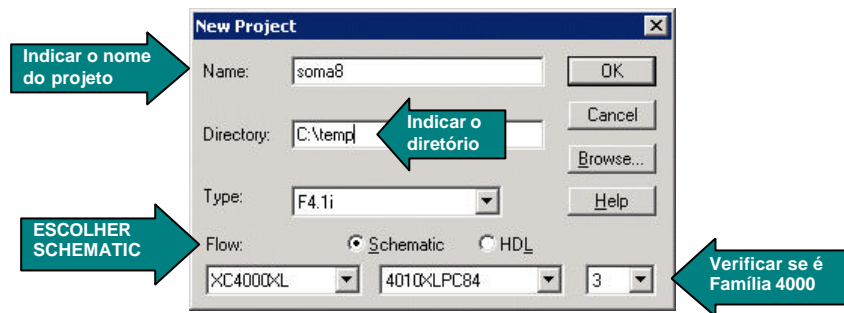 New Project
Indicar o nome
do projeto
Name:
soma8
OK
Cancel
Directory:
C:\temp
Indicar o
diretório
Browse...
Type:
F4.1i
Help
ESCOLHER
SCHEMATIC
Flow:
Schematic
HDL
XC4000XL
4010XLPC84
3
Verificar se é
Família 4000